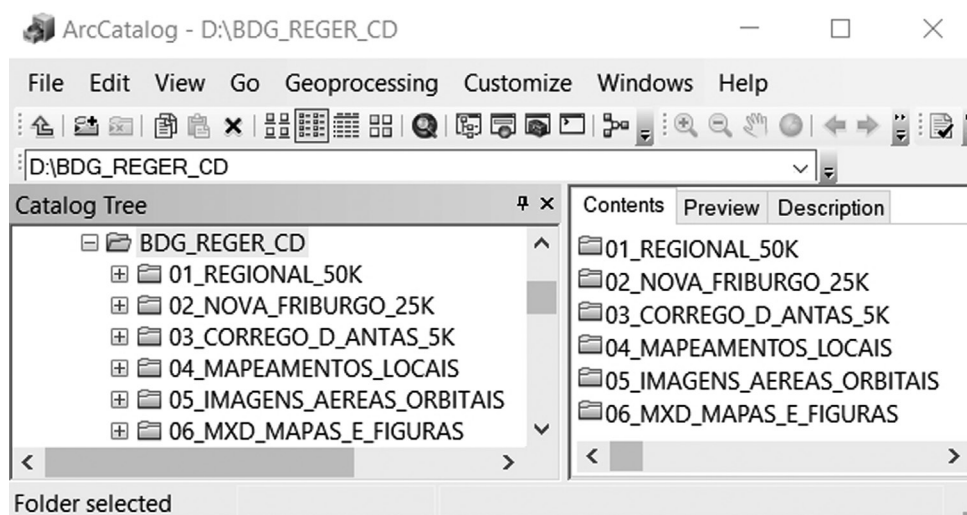 ArcCatalog - D:\BDG_REGER_CD
File Edit View Go Geoprocessing Customize Windows Help
D:\BDG_REGER_CD
Catalog Tree
BDG_REGER_CD
01_REGIONAL_50K
02_NOVA_FRIBURGO_25K
03_CORREGO_D_ANTAS_5K
04_MAPEAMENTOS_LOCAIS
05_IMAGENS_AEREAS_ORBITAIS
06_MXD_MAPAS_E_FIGURAS
Contents Preview Description
01_REGIONAL_50K
02_NOVA_FRIBURGO_25K
03_CORREGO_D_ANTAS_5K
04_MAPEAMENTOS_LOCAIS
05_IMAGENS_AEREAS_ORBITAIS
06_MXD_MAPAS_E_FIGURAS
Folder selected